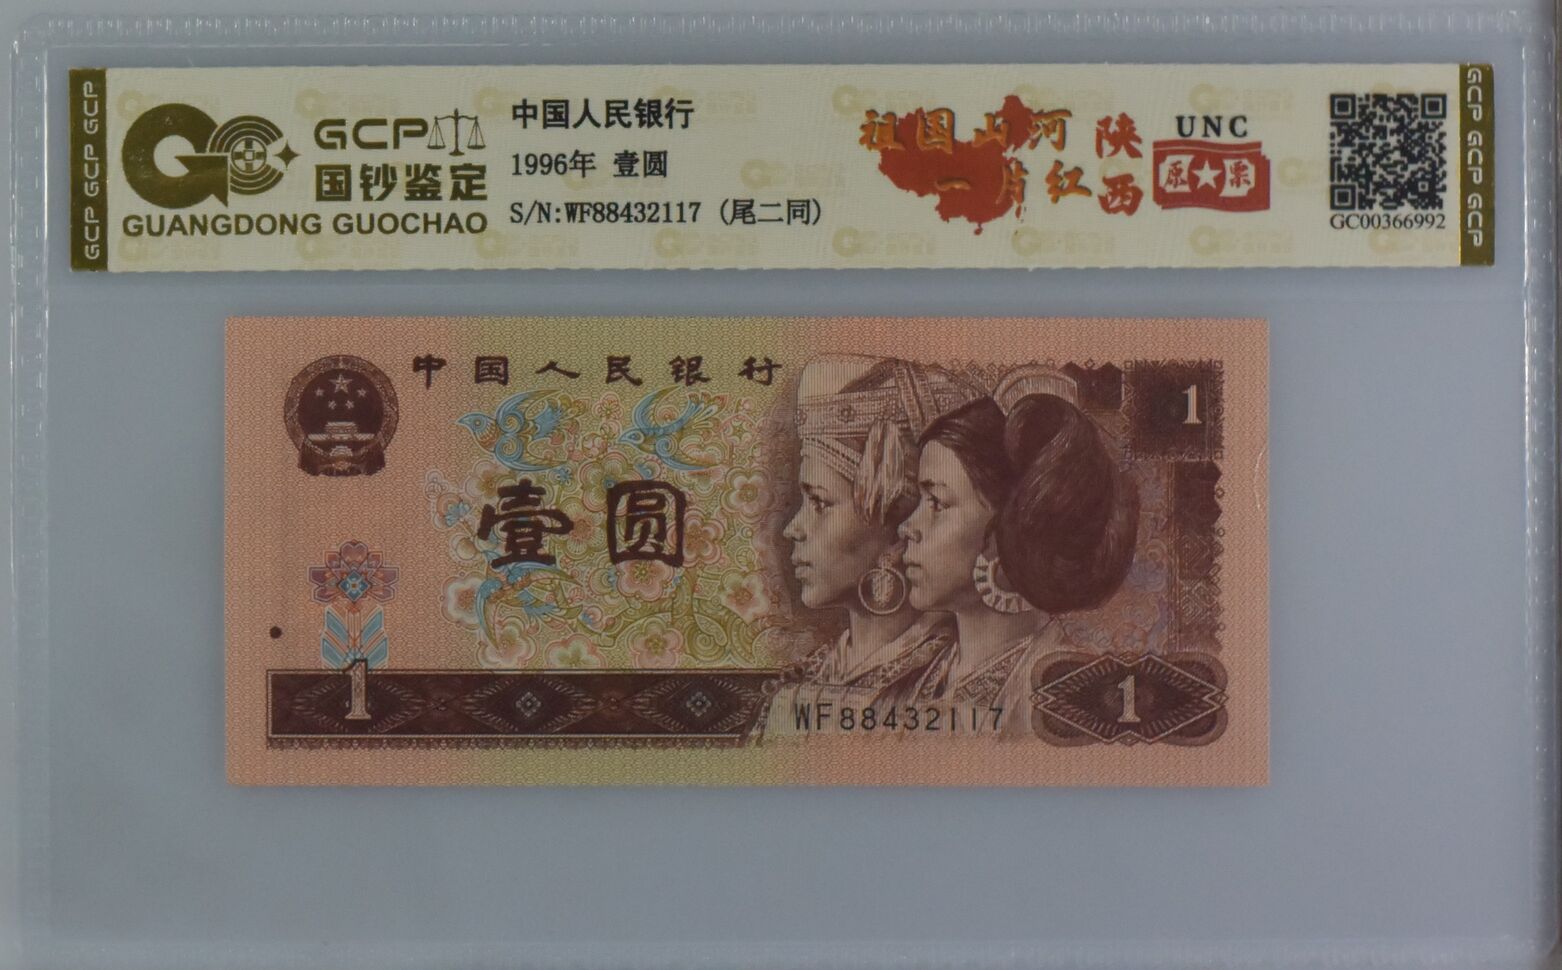 GCP GCP GCP
GCP
国钞鉴定
GUANGDONG GUOCHAO
中国人民银行
1996年 壹圆
S/N:WF88432117 (尾二同)
祖国山河
一片红
陕西
UNC
原★票
GC00366992
GCP GCP GCP
中国人民银行
1
壹圆
1
WF88432117
1